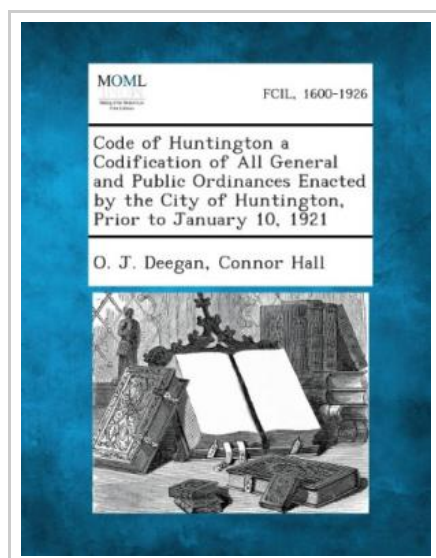 MOML
FCIL, 1600-1926
Code of Huntington a
Codification of All General
and Public Ordinances Enacted
by the City of Huntington,
Prior to January 10, 1921
O. J. Deegan, Connor Hall